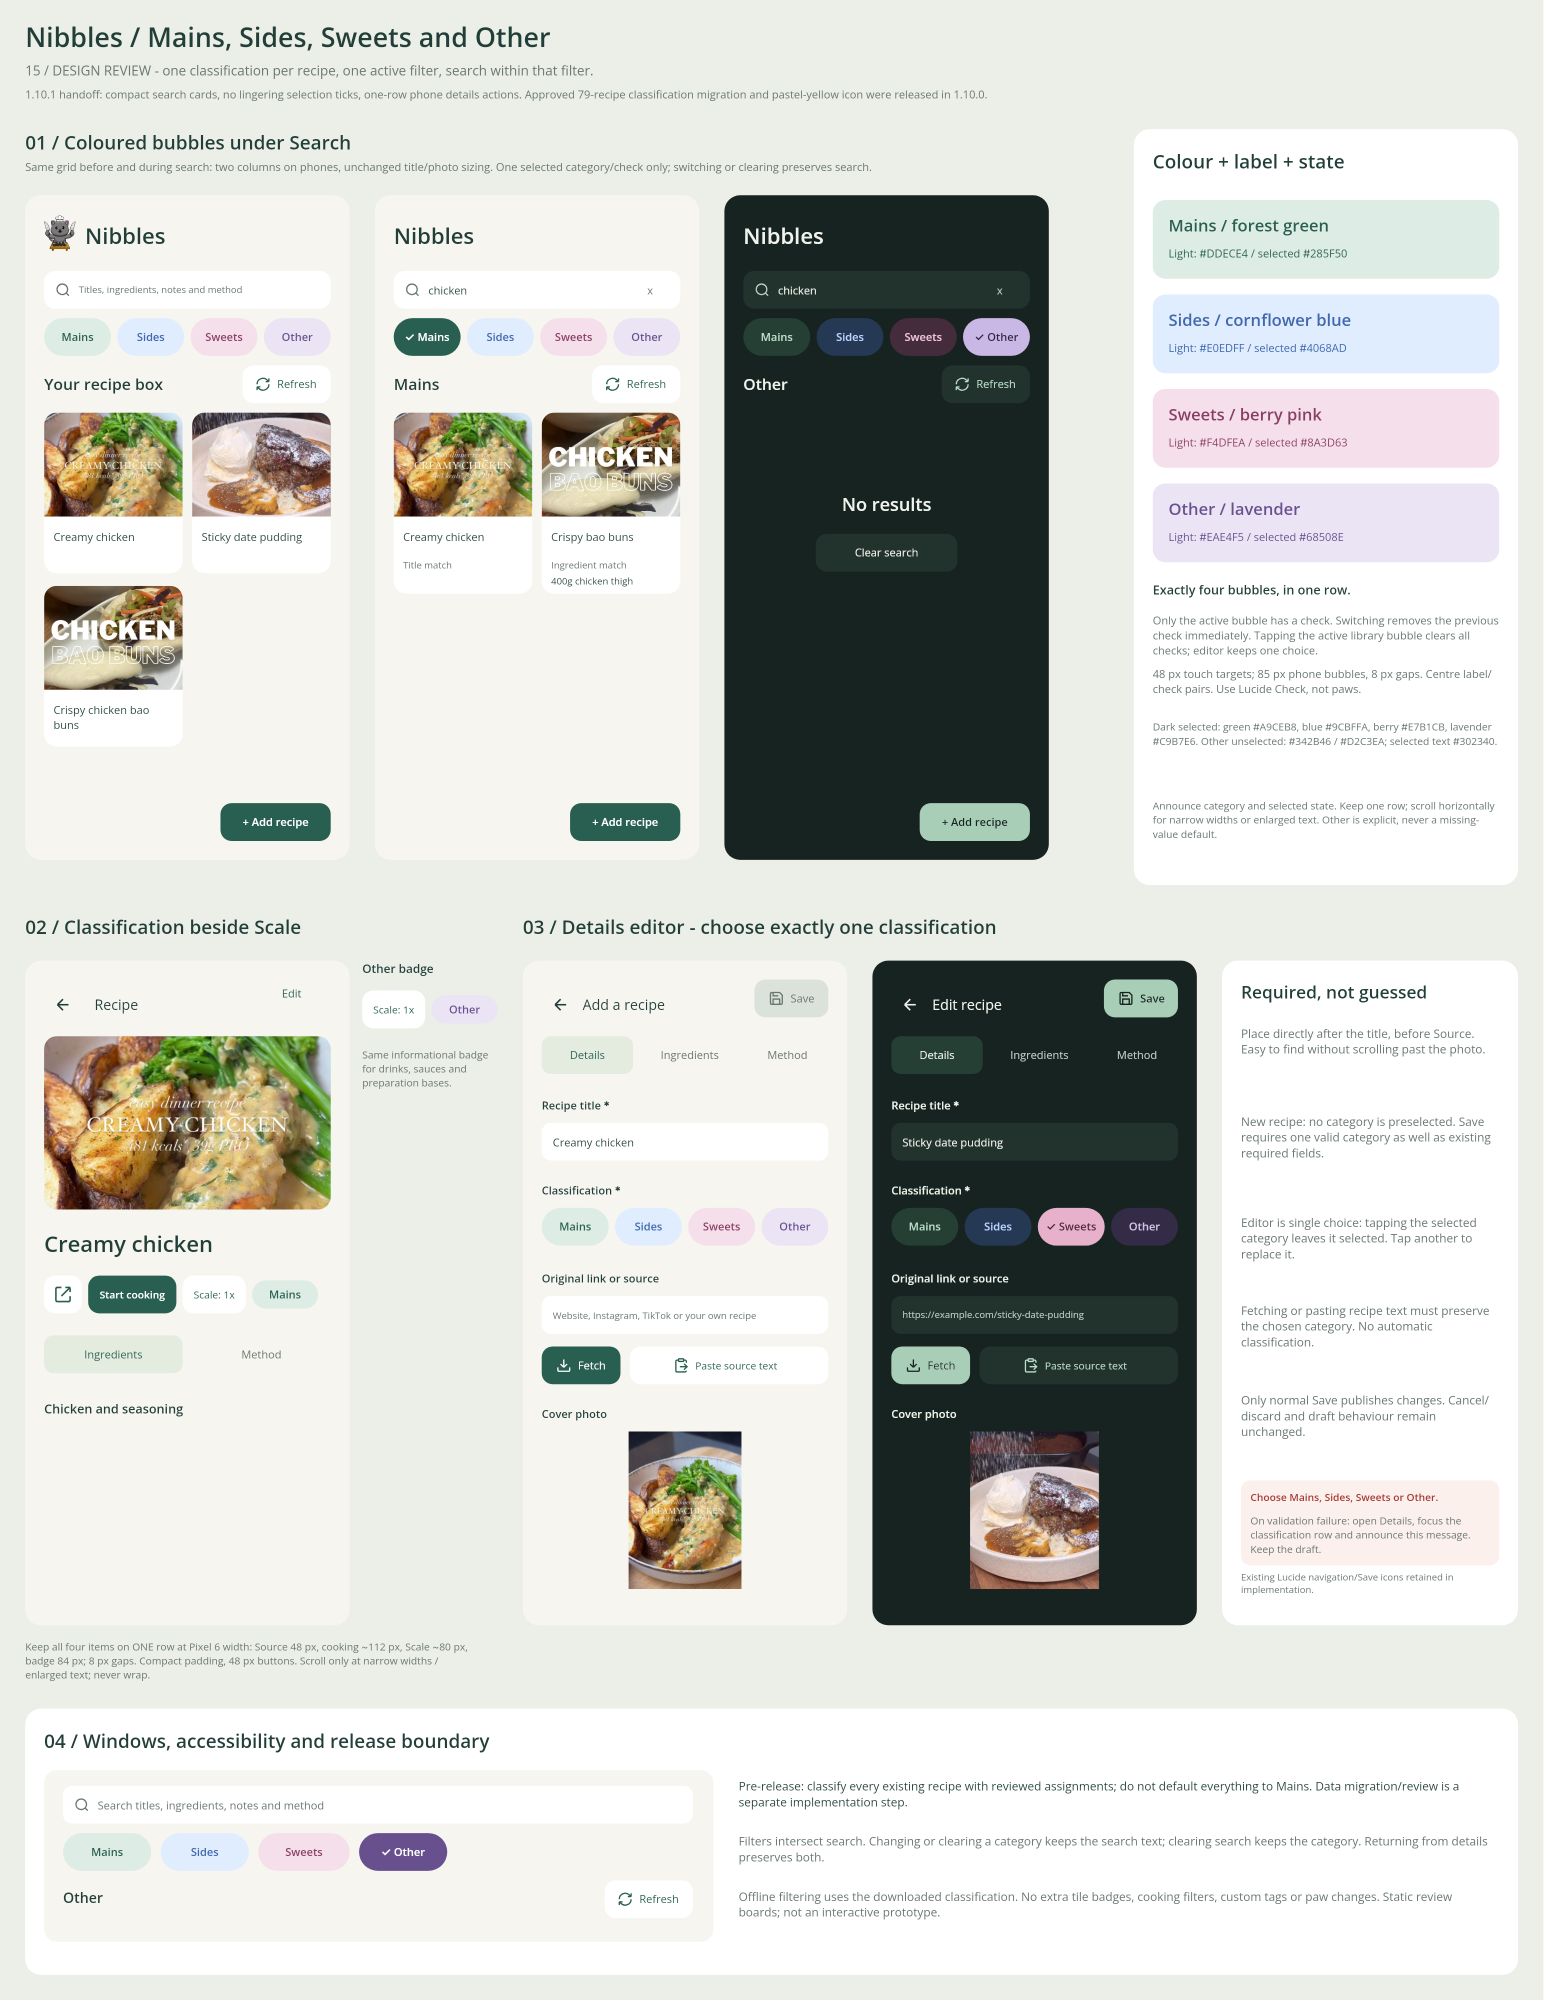 Nibbles / Mains, Sides, Sweets and Other
15 / DESIGN REVIEW - one classification per recipe, one active filter, search within that filter.
1.10.1 handoff: compact search cards, no lingering selection ticks, one-row phone details actions. Approved 79-recipe classification migration and pastel-yellow icon were released in 1.10.0.
01 / Coloured bubbles under Search
Same grid before and during search: two columns on phones, unchanged title/photo sizing. One selected category/check only; switching or clearing preserves search.
Nibbles
Titles, ingredients, notes and method
Mains
Sides
Sweets
Other
Your recipe box
Refresh
easy dinner recipe
CREAMY CHICKEN
Creamy chicken
Sticky date pudding
CHICKEN
BAO BUNS
Crispy chicken bao
buns
+ Add recipe
Nibbles
chicken
x
Mains
Sides
Sweets
Other
Mains
Refresh
easy dinner recipe
CREAMY CHICKEN
CHICKEN
BAO BUNS
Creamy chicken
Title match
Crispy bao buns
Ingredient match
400g chicken thigh
+ Add recipe
Nibbles
chicken
x
Mains
Sides
Sweets
Other
Other
Refresh
No results
Clear search
+ Add recipe
Colour + label + state
Mains / forest green
Light: #DDECE4 / selected #285F50
Sides / cornflower blue
Light: #E0EDFF / selected #4068AD
Sweets / berry pink
Light: #F4DFEA / selected #8A3D63
Other / lavender
Light: #EAE4F5 / selected #68508E
Exactly four bubbles, in one row.
Only the active bubble has a check. Switching removes the previous
check immediately. Tapping the active library bubble clears all
checks; editor keeps one choice.
48 px touch targets; 85 px phone bubbles, 8 px gaps. Centre label/
check pairs. Use Lucide Check, not paws.
Dark selected: green #A9CEB8, blue #9CBFFA, berry #E7B1CB, lavender
#C9B7E6. Other unselected: #342B46 / #D2C3EA; selected text #302340.
Announce category and selected state. Keep one row; scroll horizontally
for narrow widths or enlarged text. Other is explicit, never a missing-
value default.
02 / Classification beside Scale
Recipe
Edit
easy dinner recipe
CREAMY CHICKEN
481 kcals 39g PRO
Creamy chicken
Start cooking
Scale: 1x
Mains
Ingredients
Method
Chicken and seasoning
Other badge
Scale: 1x
Other
Same informational badge
for drinks, sauces and
preparation bases.
Keep all four items on ONE row at Pixel 6 width: Source 48 px, cooking ~112 px, Scale ~80 px,
badge 84 px; 8 px gaps. Compact padding, 48 px buttons. Scroll only at narrow widths /
enlarged text; never wrap.
03 / Details editor - choose exactly one classification
Add a recipe
Save
Details
Ingredients
Method
Recipe title *
Creamy chicken
Classification *
Mains
Sides
Sweets
Other
Original link or source
Website, Instagram, TikTok or your own recipe
Fetch
Paste source text
Cover photo
CREAMY CHICKEN
Edit recipe
Save
Details
Ingredients
Method
Recipe title *
Sticky date pudding
Classification *
Mains
Sides
Sweets
Other
Original link or source
https://example.com/sticky-date-pudding
Fetch
Paste source text
Cover photo
Required, not guessed
Place directly after the title, before Source.
Easy to find without scrolling past the photo.
New recipe: no category is preselected. Save
requires one valid category as well as existing
required fields.
Editor is single choice: tapping the selected
category leaves it selected. Tap another to
replace it.
Fetching or pasting recipe text must preserve
the chosen category. No automatic
classification.
Only normal Save publishes changes. Cancel/
discard and draft behaviour remain
unchanged.
Choose Mains, Sides, Sweets or Other.
On validation failure: open Details, focus the
classification row and announce this message.
Keep the draft.
Existing Lucide navigation/Save icons retained in
implementation.
04 / Windows, accessibility and release boundary
Search titles, ingredients, notes and method
Mains
Sides
Sweets
Other
Other
Refresh
Pre-release: classify every existing recipe with reviewed assignments; do not default everything to Mains. Data migration/review is a
separate implementation step.
Filters intersect search. Changing or clearing a category keeps the search text; clearing search keeps the category. Returning from details
preserves both.
Offline filtering uses the downloaded classification. No extra tile badges, cooking filters, custom tags or paw changes. Static review
boards; not an interactive prototype.